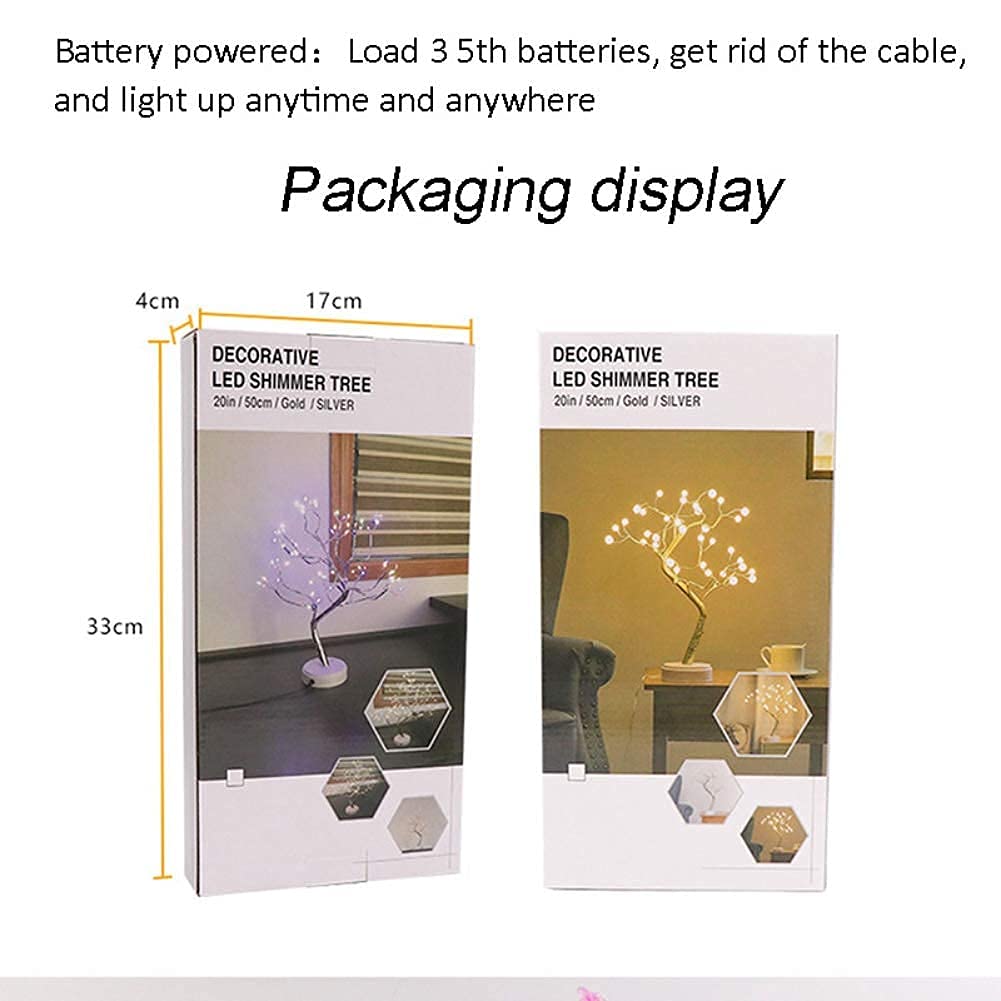 Battery powered： Load 3 5th batteries, get rid of the cable,
and light up anytime and anywhere
Packaging display
4cm
17cm
33cm
DECORATIVE
LED SHIMMER TREE
20in / 50cm / Gold / SILVER
DECORATIVE
LED SHIMMER TREE
20in / 50cm / Gold / SILVER